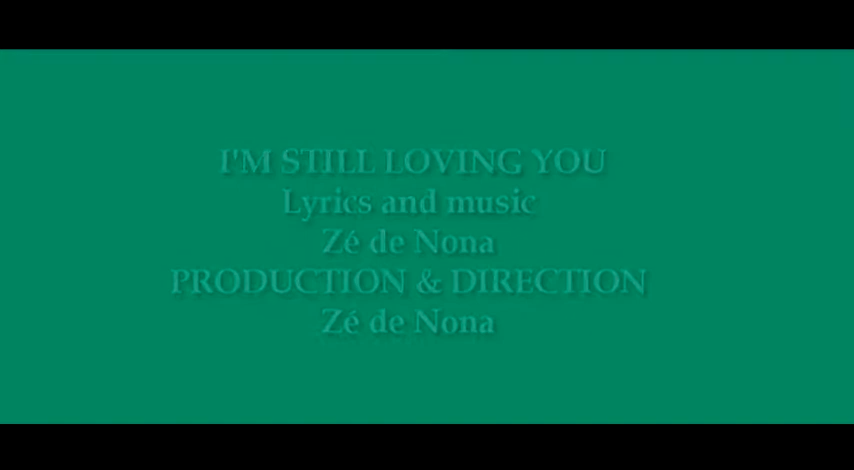 I'M STILL LOVING YOU
Lyrics and music
Zé de Nona
PRODUCTION & DIRECTION
Zé de Nona